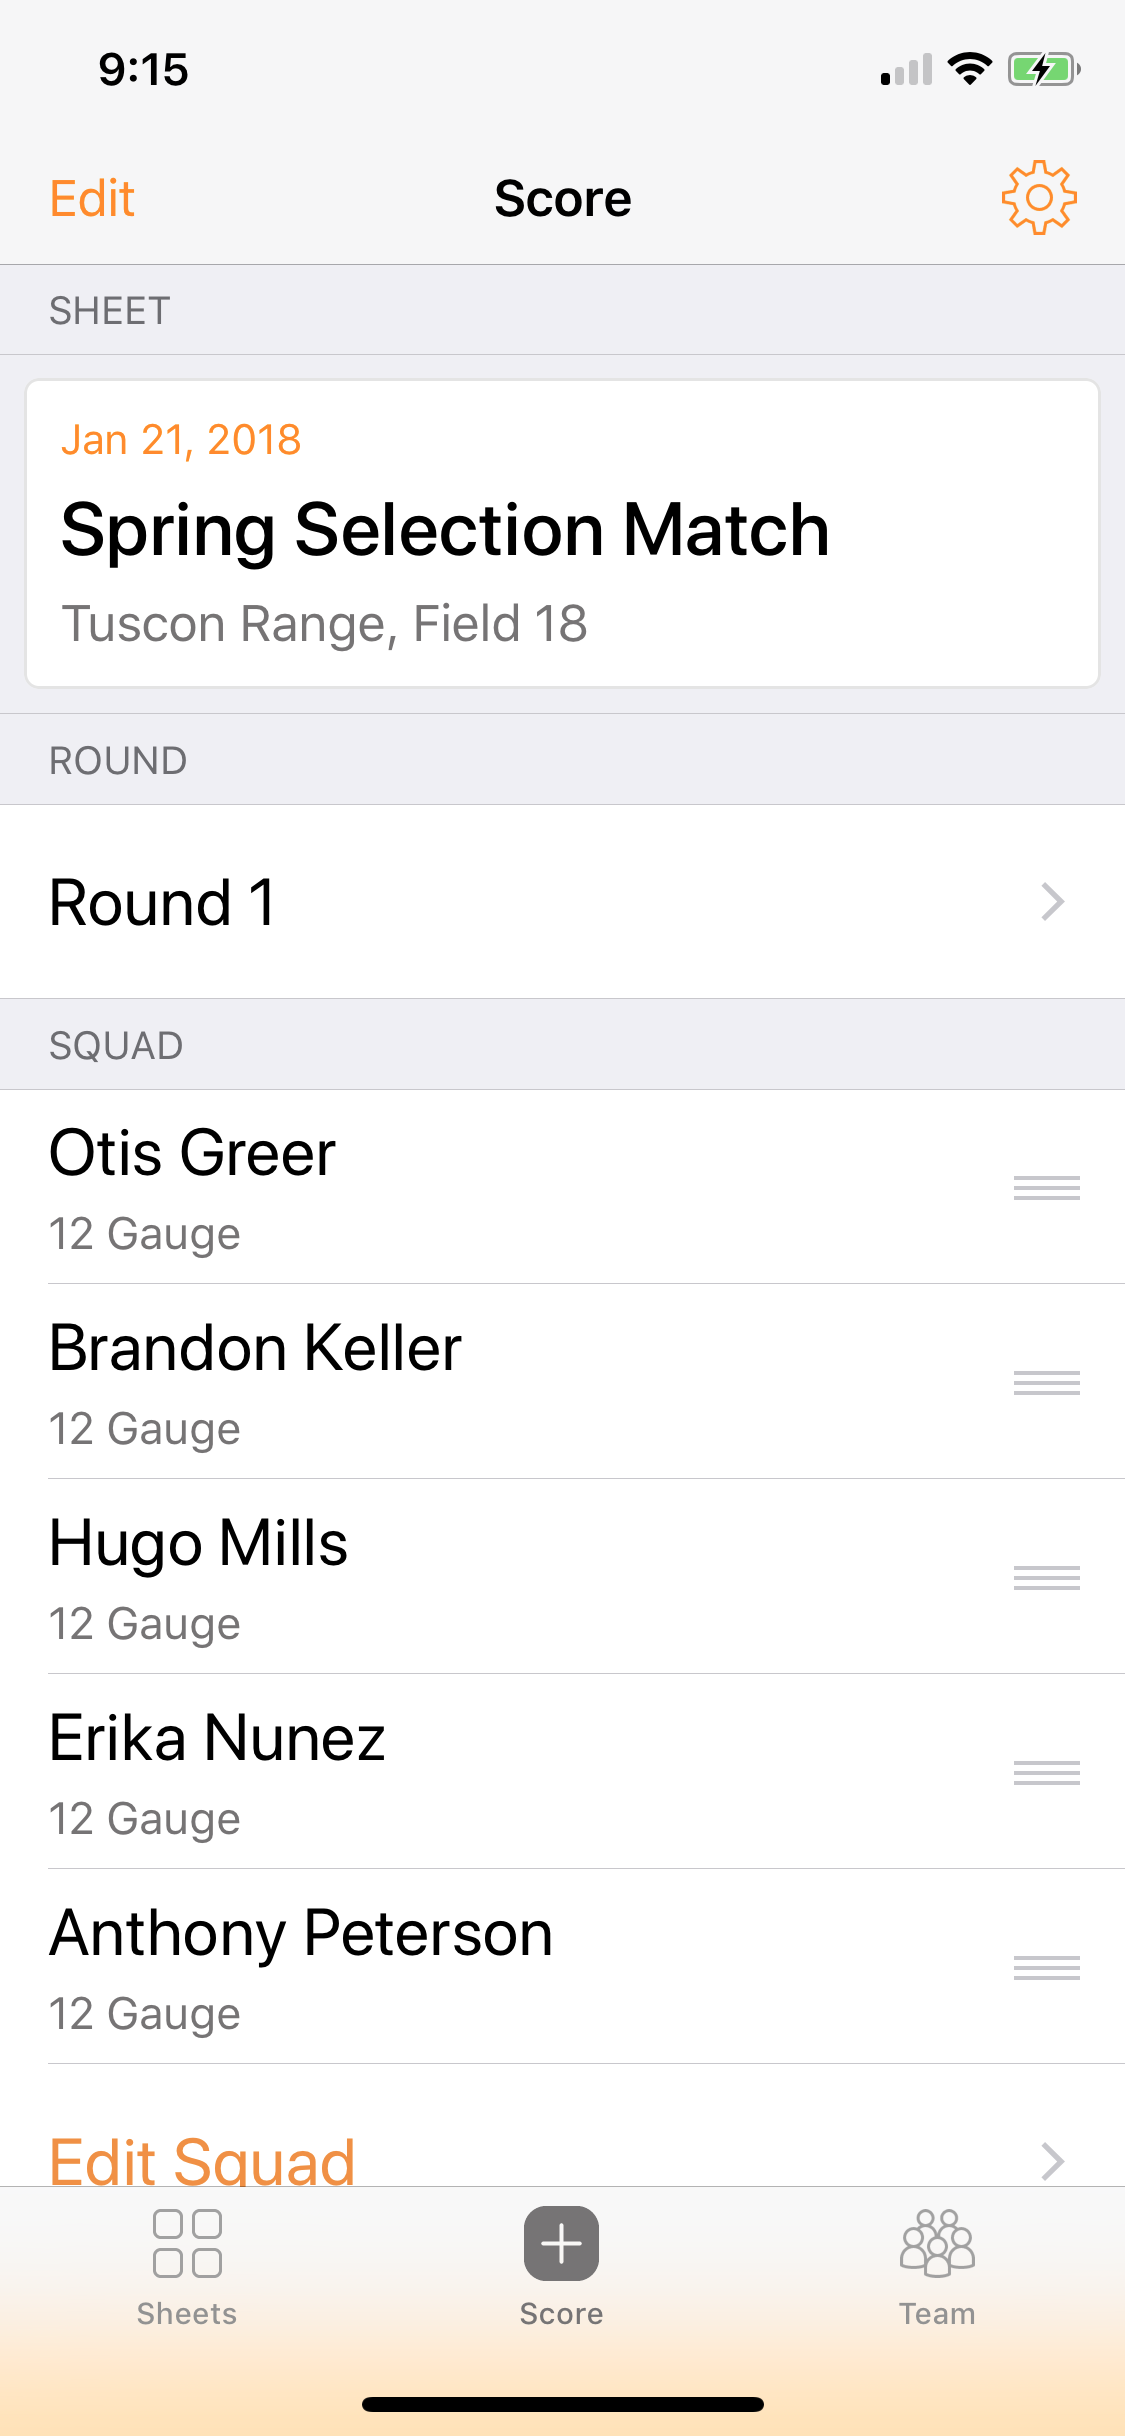 9:15
Edit
Score
SHEET
Jan 21, 2018
Spring Selection Match
Tuscon Range, Field 18
ROUND
Round 1
SQUAD
Otis Greer
12 Gauge
Brandon Keller
12 Gauge
Hugo Mills
12 Gauge
Erika Nunez
12 Gauge
Anthony Peterson
12 Gauge
Edit Squad
Sheets
Score
Team